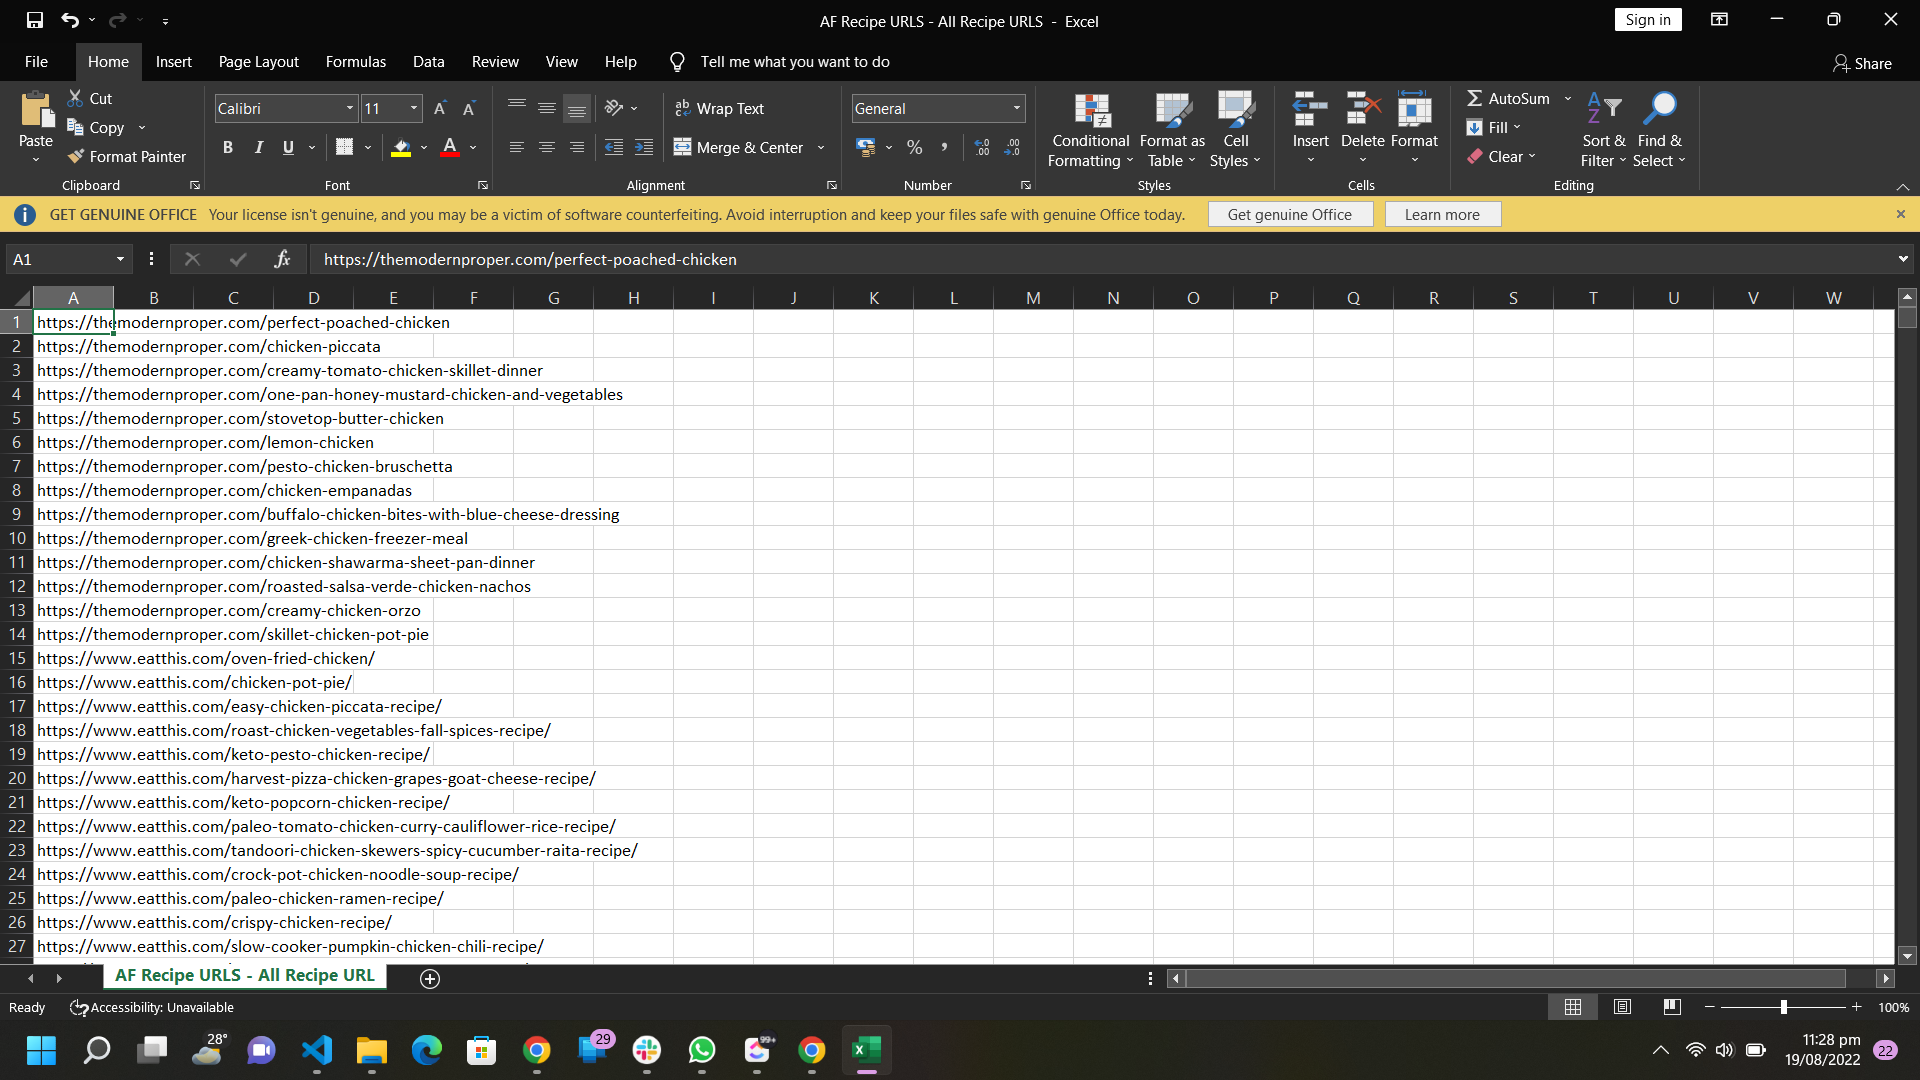 AF Recipe URLS - All Recipe URLS - Excel
Sign in
File Home Insert Page Layout Formulas Data Review View Help Tell me what you want to do
Share
Paste
Cut
Copy
Format Painter
Clipboard
Calibri 11
B I U
Font
Wrap Text
Merge & Center
Alignment
General
Number
Conditional Formatting
Format as Table
Cell Styles
Styles
Insert
Delete
Format
Cells
AutoSum
Fill
Clear
Sort & Filter
Find & Select
Editing
GET GENUINE OFFICE Your license isn't genuine, and you may be a victim of software counterfeiting. Avoid interruption and keep your files safe with genuine Office today. Get genuine Office Learn more
A1 fx https://themodernproper.com/perfect-poached-chicken
A B C D E F G H I J K L M N O P Q R S T U V W
1 https://themodernproper.com/perfect-poached-chicken
2 https://themodernproper.com/chicken-piccata
3 https://themodernproper.com/creamy-tomato-chicken-skillet-dinner
4 https://themodernproper.com/one-pan-honey-mustard-chicken-and-vegetables
5 https://themodernproper.com/stovetop-butter-chicken
6 https://themodernproper.com/lemon-chicken
7 https://themodernproper.com/pesto-chicken-bruschetta
8 https://themodernproper.com/chicken-empanadas
9 https://themodernproper.com/buffalo-chicken-bites-with-blue-cheese-dressing
10 https://themodernproper.com/greek-chicken-freezer-meal
11 https://themodernproper.com/chicken-shawarma-sheet-pan-dinner
12 https://themodernproper.com/roasted-salsa-verde-chicken-nachos
13 https://themodernproper.com/creamy-chicken-orzo
14 https://themodernproper.com/skillet-chicken-pot-pie
15 https://www.eatthis.com/oven-fried-chicken/
16 https://www.eatthis.com/chicken-pot-pie/
17 https://www.eatthis.com/easy-chicken-piccata-recipe/
18 https://www.eatthis.com/roast-chicken-vegetables-fall-spices-recipe/
19 https://www.eatthis.com/keto-pesto-chicken-recipe/
20 https://www.eatthis.com/harvest-pizza-chicken-grapes-goat-cheese-recipe/
21 https://www.eatthis.com/keto-popcorn-chicken-recipe/
22 https://www.eatthis.com/paleo-tomato-chicken-curry-cauliflower-rice-recipe/
23 https://www.eatthis.com/tandoori-chicken-skewers-spicy-cucumber-raita-recipe/
24 https://www.eatthis.com/crock-pot-chicken-noodle-soup-recipe/
25 https://www.eatthis.com/paleo-chicken-ramen-recipe/
26 https://www.eatthis.com/crispy-chicken-recipe/
27 https://www.eatthis.com/slow-cooker-pumpkin-chicken-chili-recipe/
AF Recipe URLS - All Recipe URL
Ready Accessibility: Unavailable 100%
28° 29 99+ 11:28 pm
19/08/2022 22